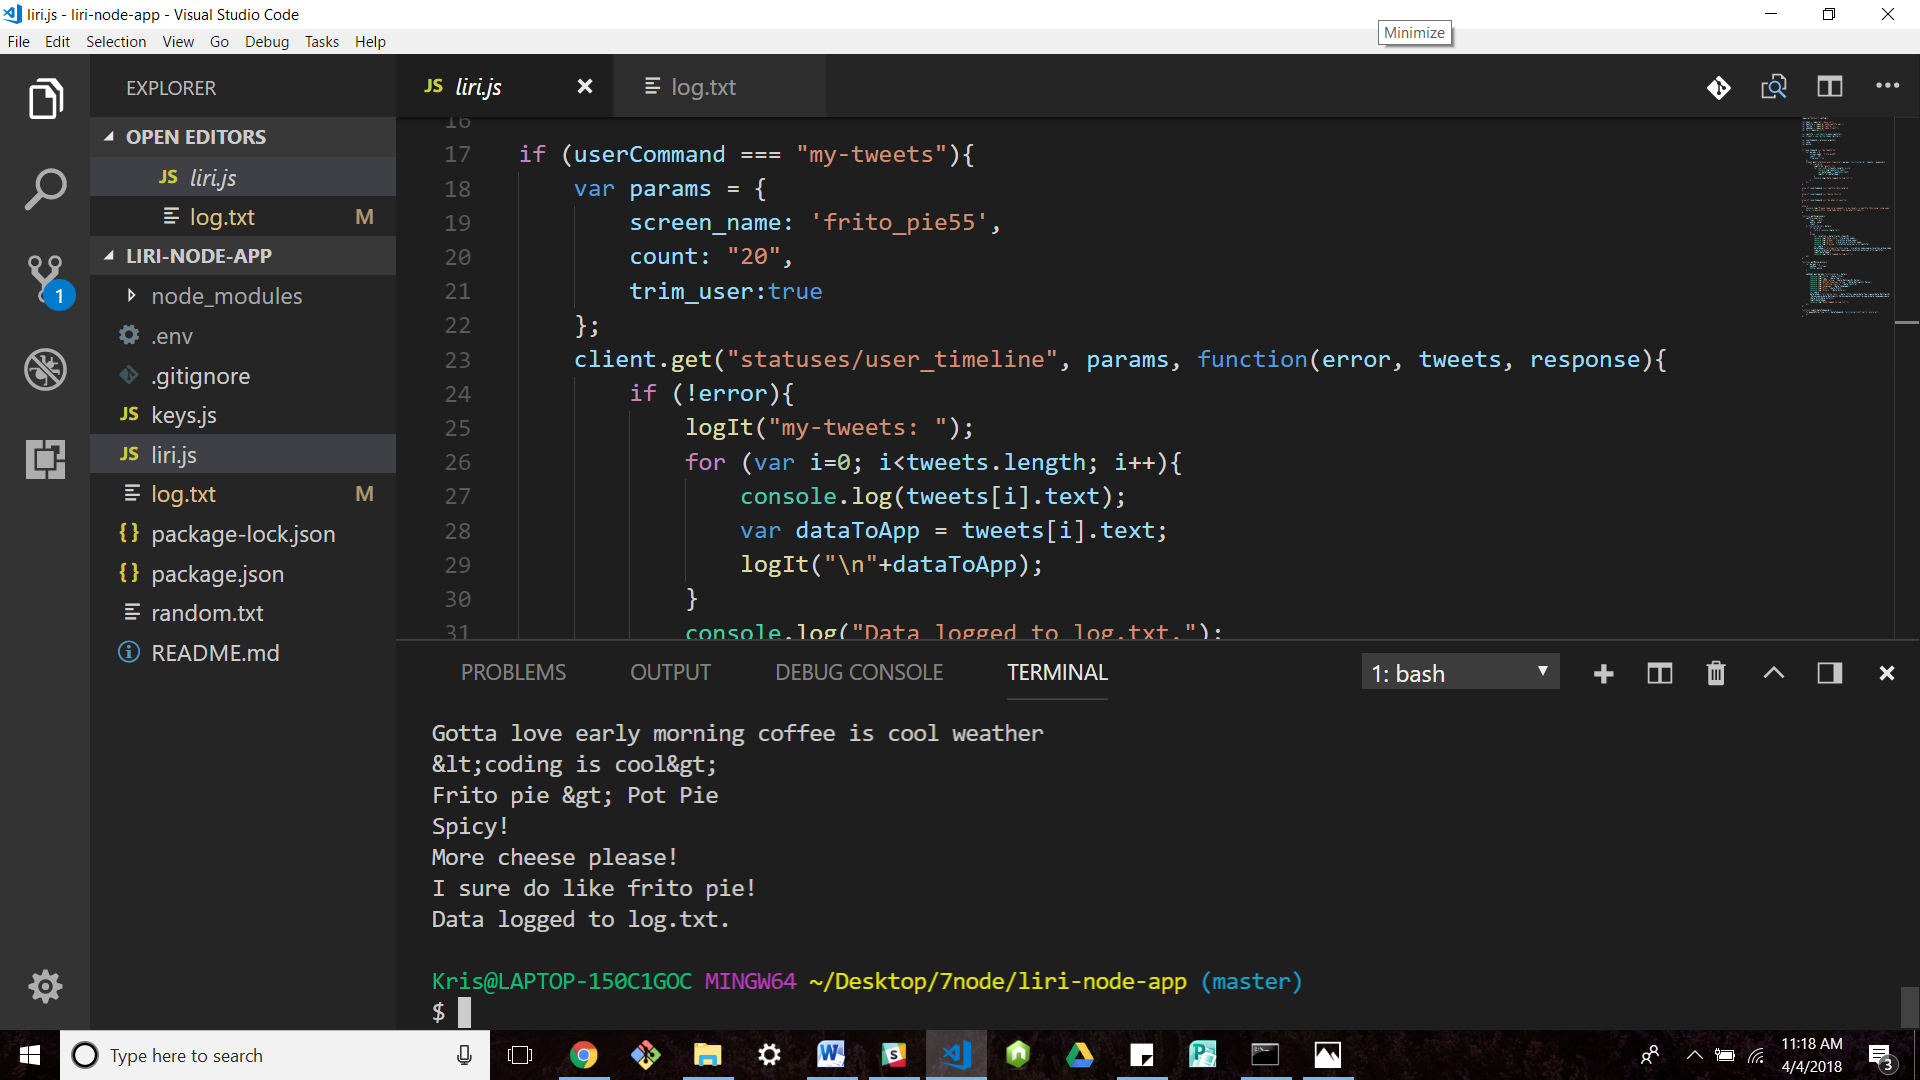 liri.js - liri-node-app - Visual Studio Code
File Edit Selection View Go Debug Tasks Help
Minimize
EXPLORER
OPEN EDITORS
JS liri.js
log.txt M
LIRI-NODE-APP
node_modules
.env
.gitignore
JS keys.js
JS liri.js
log.txt M
{} package-lock.json
{} package.json
random.txt
README.md
1
JS liri.js
log.txt
16
17 if (userCommand === "my-tweets"){
18 var params = {
19 screen_name: 'frito_pie55',
20 count: "20",
21 trim_user:true
22 };
23 client.get("statuses/user_timeline", params, function(error, tweets, response){
24 if (!error){
25 logIt("my-tweets: ");
26 for (var i=0; i<tweets.length; i++){
27 console.log(tweets[i].text);
28 var dataToApp = tweets[i].text;
29 logIt("\n"+dataToApp);
30 }
31 console.log("Data logged to log.txt.");
PROBLEMS OUTPUT DEBUG CONSOLE TERMINAL 1: bash
Gotta love early morning coffee is cool weather
&lt;coding is cool&gt;
Frito pie &gt; Pot Pie
Spicy!
More cheese please!
I sure do like frito pie!
Data logged to log.txt.
Kris@LAPTOP-150C1GOC MINGW64 ~/Desktop/7node/liri-node-app (master)
$
Type here to search
11:18 AM
4/4/2018
3